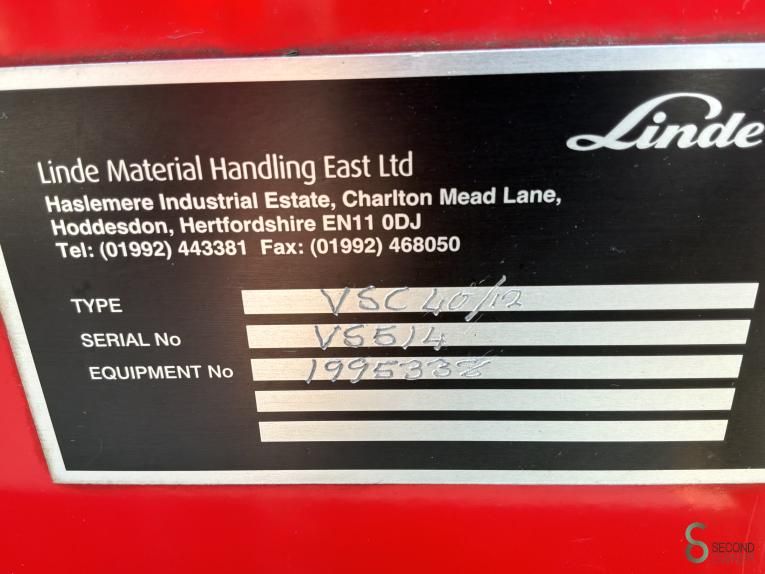 Linde
Linde Material Handling East Ltd
Haslemere Industrial Estate, Charlton Mead Lane,
Hoddesdon, Hertfordshire EN11 0DJ
Tel: (01992) 443381 Fax: (01992) 468050
TYPE VSC 40/12
SERIAL No VS514
EQUIPMENT No 1995338
SECOND